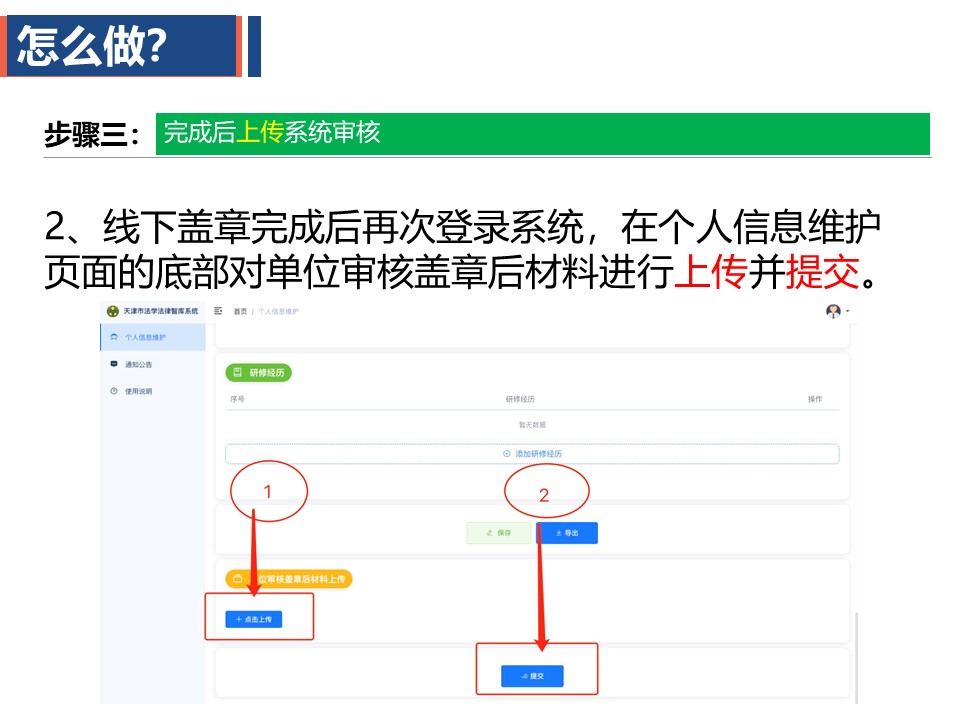 怎么做?
步骤三： 完成后上传系统审核
2、线下盖章完成后再次登录系统，在个人信息维护
页面的底部对单位审核盖章后材料进行上传并提交。
天津市法学法律智库系统 首页 / 个人信息维护
个人信息维护
通知公告
使用说明
研修经历
序号 研修经历 操作
暂无数据
添加研修经历
1 2
保存 导出
位审核盖章后材料上传
+ 点击上传
提交